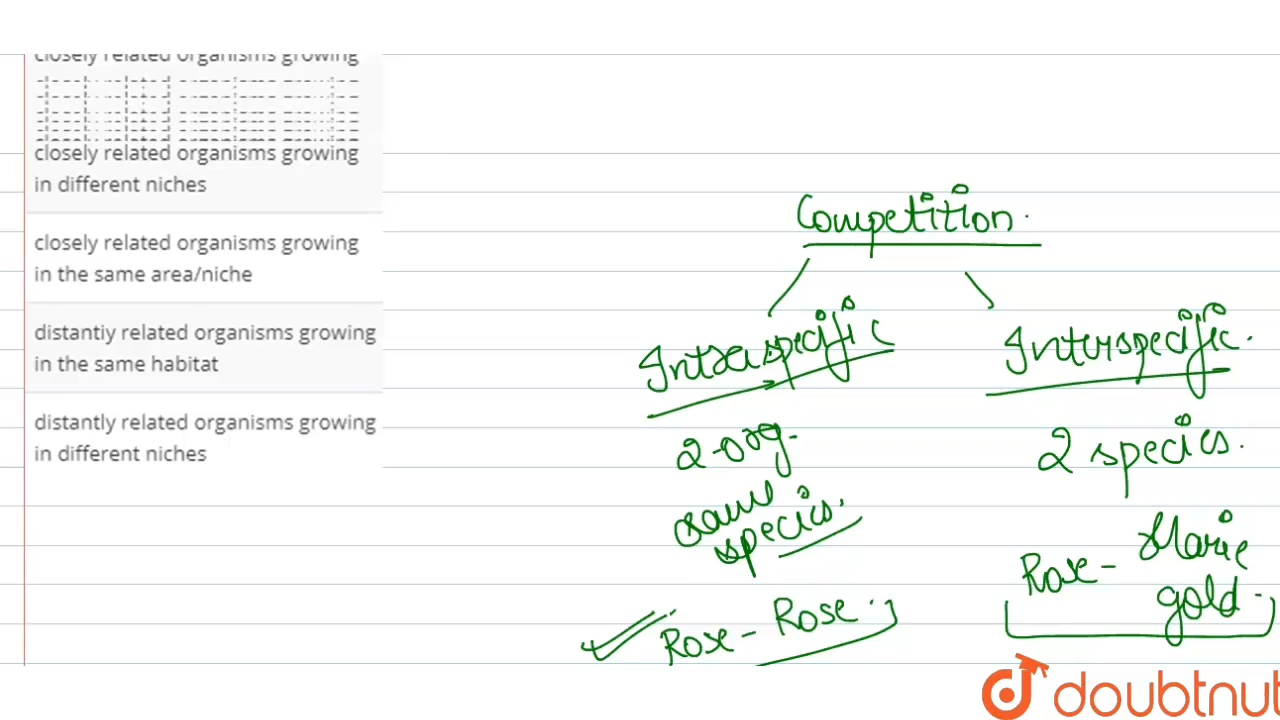 closely related organisms growing
closely related organisms growing
in different niches
closely related organisms growing
in the same area/niche
distantiy related organisms growing
in the same habitat
distantly related organisms growing
in different niches
Competition.
Intraspecific
2-org.
same
species.
Rose- Rose.
Interspecific.
2 species.
Rose- Marie
gold.
doubtnut